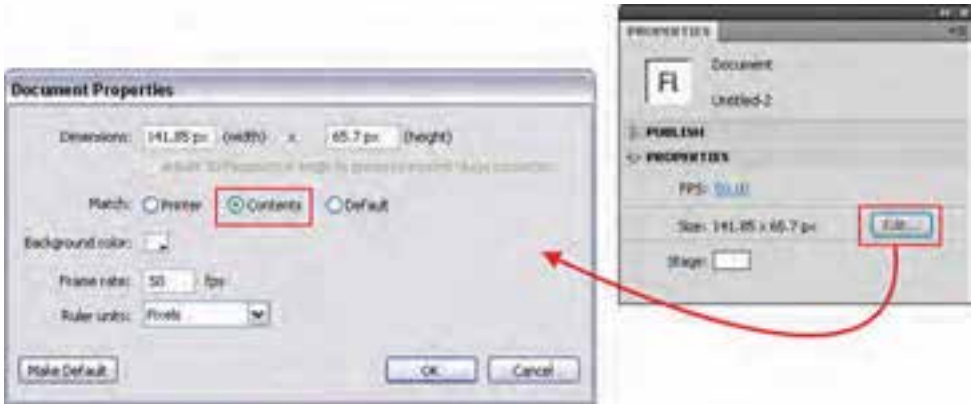 Document Properties
Dimensions: 141.85 px (width) x 65.7 px (height)
Match: Printer Contents Default
Background color:
Frame rate: 50 fps
Ruler units: Pixels
Make Default OK Cancel
PROPERTIES
Fl
Document
Untitled-2
PUBLISH
PROPERTIES
FPS: 50.00
Size: 141.85 x 65.7 px Edit...
Stage: